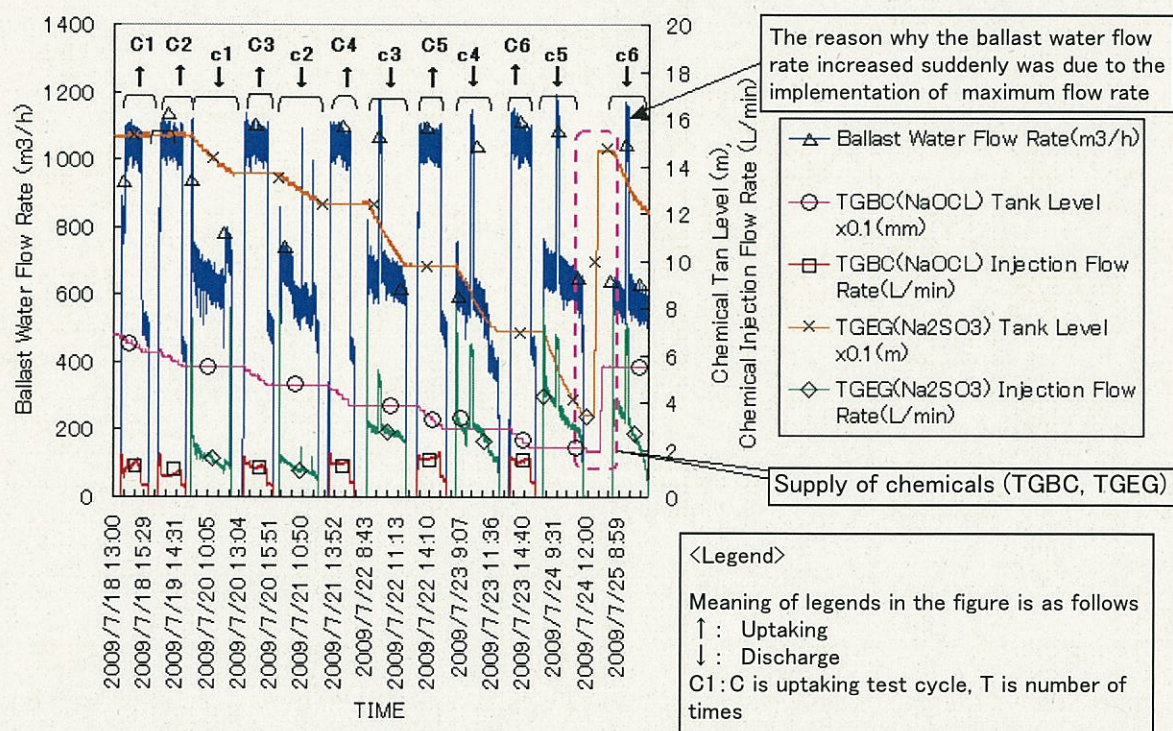 1400
1200
1000
800
600
400
200
0
Ballast Water Flow Rate (m3/h)
C1 C2 c1 C3 c2 C4 c3 C5 c4 C6 c5 c6
↑ ↑ ↓ ↑ ↓ ↑ ↓ ↑ ↓ ↑ ↓ ↓
20
18
16
14
12
10
8
6
4
2
0
Chemical Tan Level (m),
Chemical Injection Flow Rate (L/min)
2009/7/18 13:00
2009/7/18 15:29
2009/7/19 14:31
2009/7/20 10:05
2009/7/20 13:04
2009/7/20 15:51
2009/7/21 10:50
2009/7/21 13:52
2009/7/22 8:43
2009/7/22 11:13
2009/7/22 14:10
2009/7/23 9:07
2009/7/23 11:36
2009/7/23 14:40
2009/7/24 9:31
2009/7/24 12:00
2009/7/25 8:59
TIME
The reason why the ballast water flow
rate increased suddenly was due to the
implementation of maximum flow rate
Ballast Water Flow Rate(m3/h)
TGBC(NaOCL) Tank Level
x0.1(mm)
TGBC(NaOCL) Injection Flow
Rate(L/min)
TGEG(Na2SO3) Tank Level
x0.1(m)
TGEG(Na2SO3) Injection Flow
Rate(L/min)
Supply of chemicals (TGBC, TGEG)
<Legend>
Meaning of legends in the figure is as follows
↑ : Uptaking
↓ : Discharge
C1:C is uptaking test cycle, T is number of
times